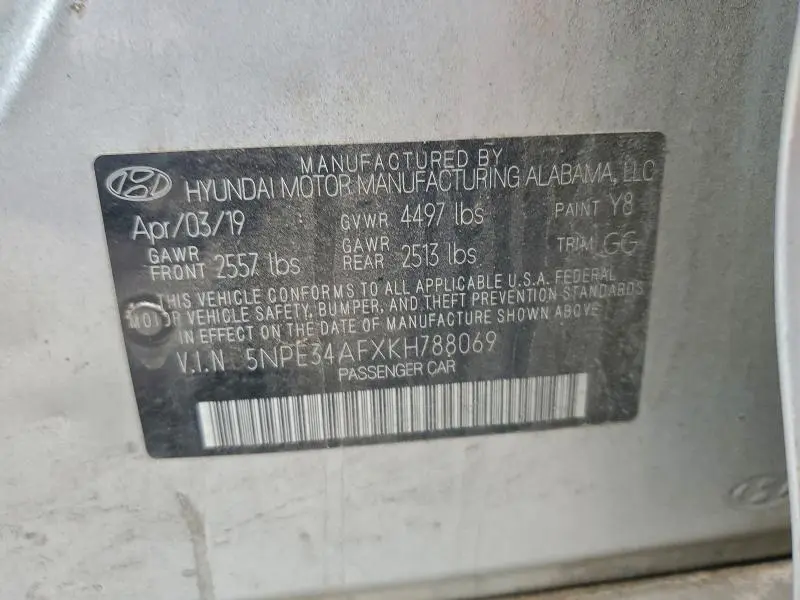 MANUFACTURED BY
HYUNDAI MOTOR MANUFACTURING ALABAMA, LLC
Apr/03/19 GVWR 4497 lbs PAINT Y8
GAWR FRONT 2557 lbs GAWR REAR 2513 lbs TRIM GG
THIS VEHICLE CONFORMS TO ALL APPLICABLE U.S.A. FEDERAL
MOTOR VEHICLE SAFETY, BUMPER, AND THEFT PREVENTION STANDARDS
IN EFFECT ON THE DATE OF MANUFACTURE SHOWN ABOVE
V.I.N 5NPE34AFXKH788069
PASSENGER CAR